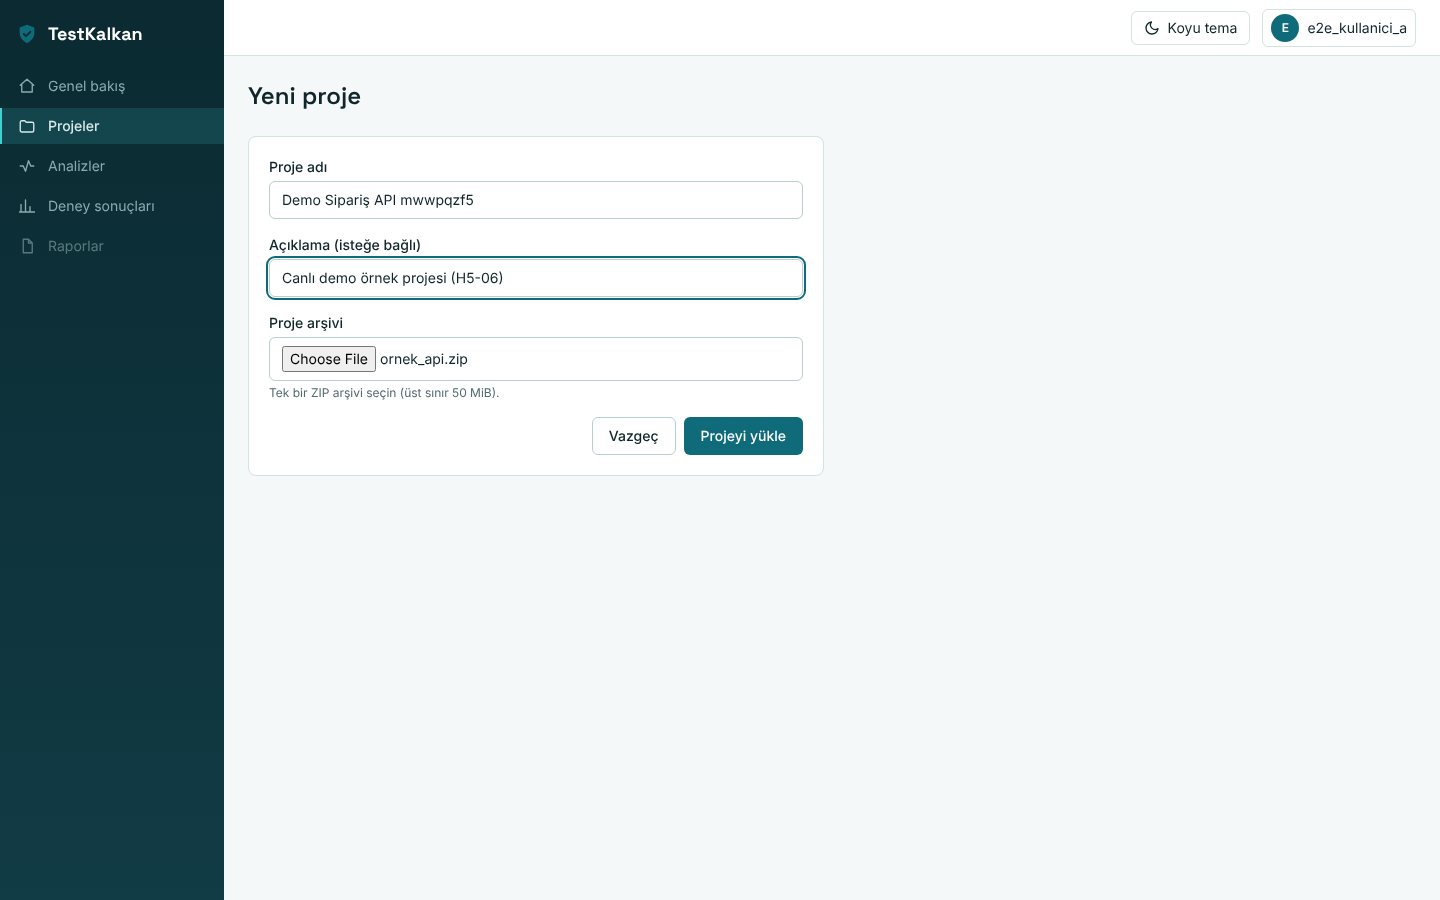 TestKalkan
Genel bakış
Projeler
Analizler
Deney sonuçları
Raporlar
Koyu tema
E
e2e_kullanici_a
Yeni proje
Proje adı
Demo Sipariş API mwwpqzf5
Açıklama (isteğe bağlı)
Canlı demo örnek projesi (H5-06)
Proje arşivi
Choose File ornek_api.zip
Tek bir ZIP arşivi seçin (üst sınır 50 MiB).
Vazgeç
Projeyi yükle